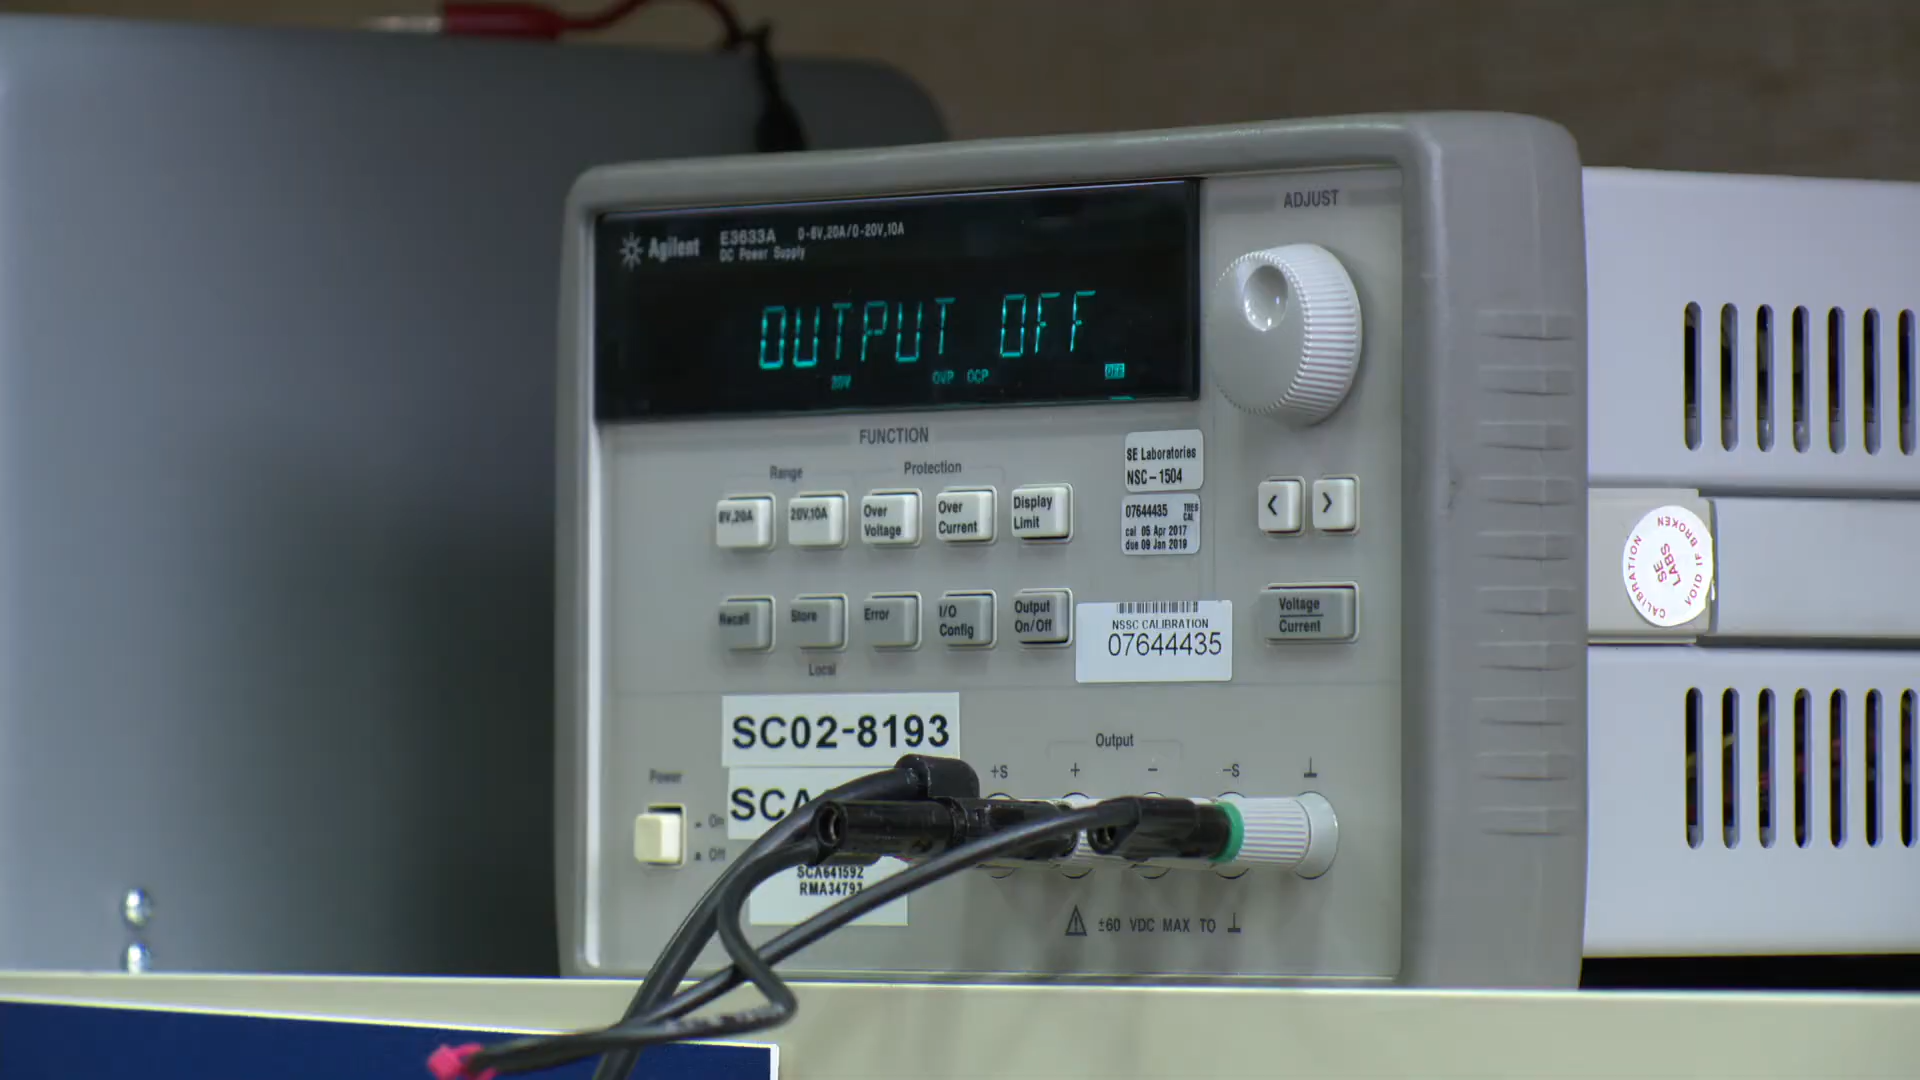 Agilent
E3633A 0-8V,20A/0-20V,10A
DC Power Supply
ADJUST
OUTPUT OFF
20V OVP OCP OFF
FUNCTION
Range
Protection
8V,20A
20V,10A
Over
Voltage
Over
Current
Display
Limit
SE Laboratories
NSC-1504
07644435
cal 05 Apr 2017
due 09 Jan 2019
<
>
Recall
Store
Error
I/O
Config
Output
On/Off
Local
NSSC CALIBRATION
07644435
Voltage
Current
CALIBRATION VOID IF BROKEN
SE
LABS
SC02-8193
SCA
SCA641592
RMA34793
Power
On
Off
Output
+S + − −S
±60 VDC MAX TO